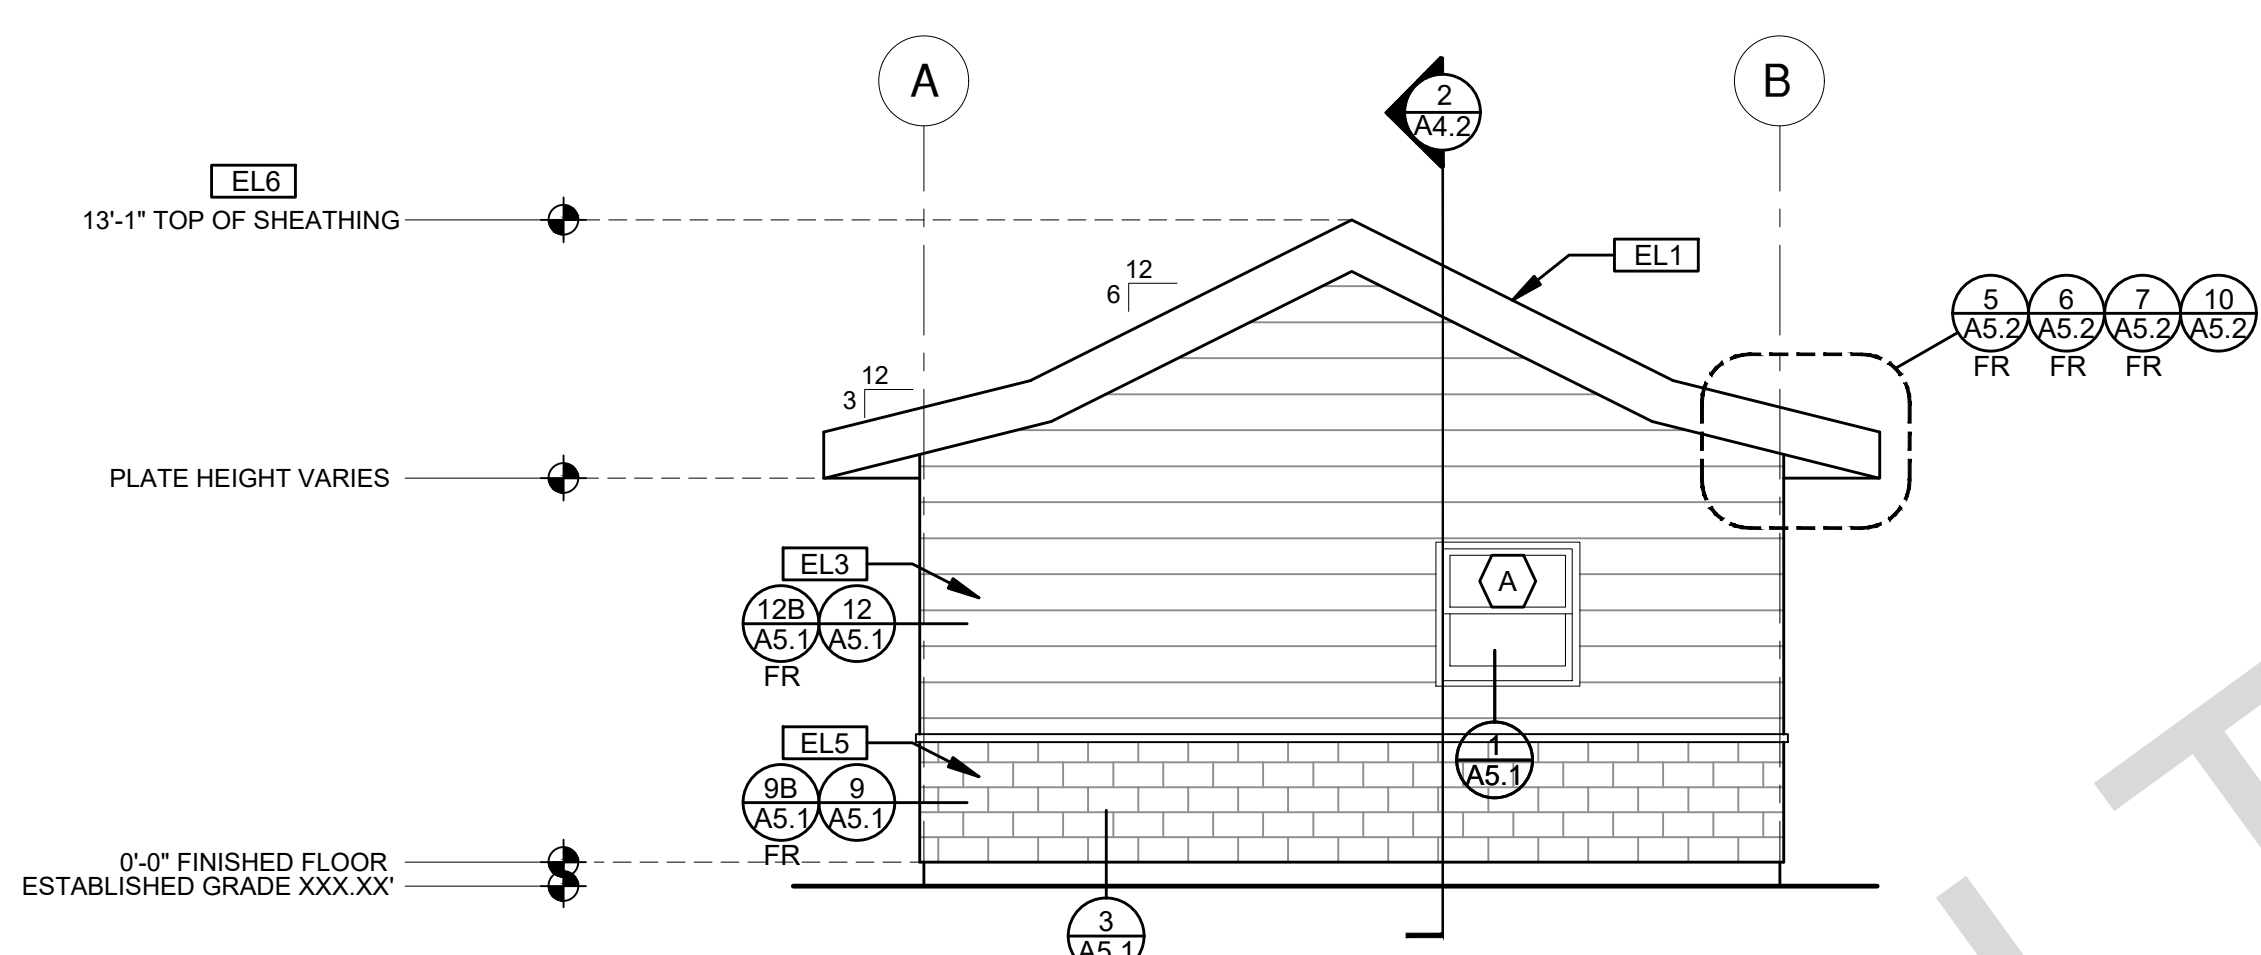 A
B
2
A4.2
EL6
13'-1" TOP OF SHEATHING
EL1
12
6
5
A5.2
FR
6
A5.2
FR
7
A5.2
FR
10
A5.2
12
3
PLATE HEIGHT VARIES
EL3
A
12B
A5.1
FR
12
A5.1
EL5
1
A5.1
9B
A5.1
FR
9
A5.1
0'-0" FINISHED FLOOR
ESTABLISHED GRADE XXX.XX'
3
A5.1